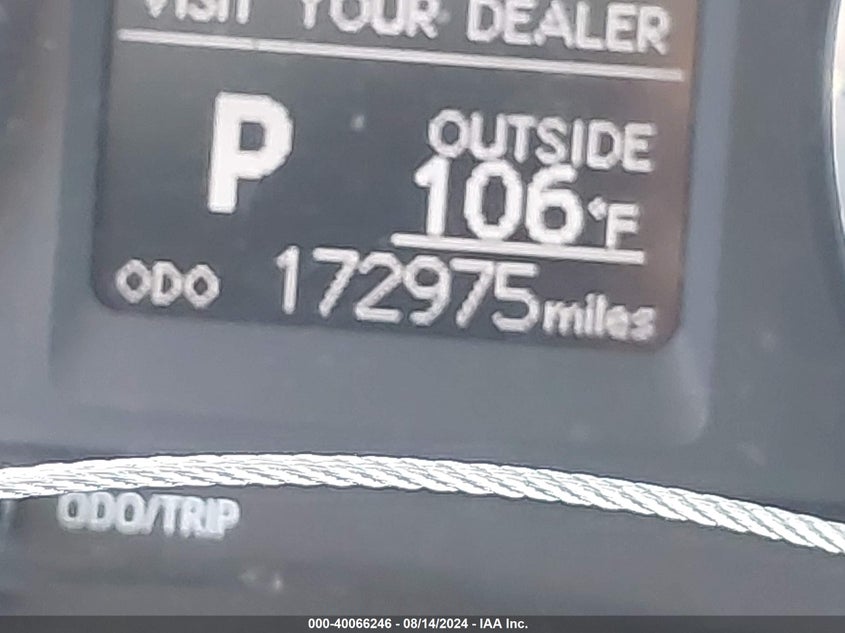 VISIT YOUR DEALER
P
OUTSIDE
106°F
ODO 172975 miles
ODO/TRIP
000-40066246 - 08/14/2024 - IAA Inc.